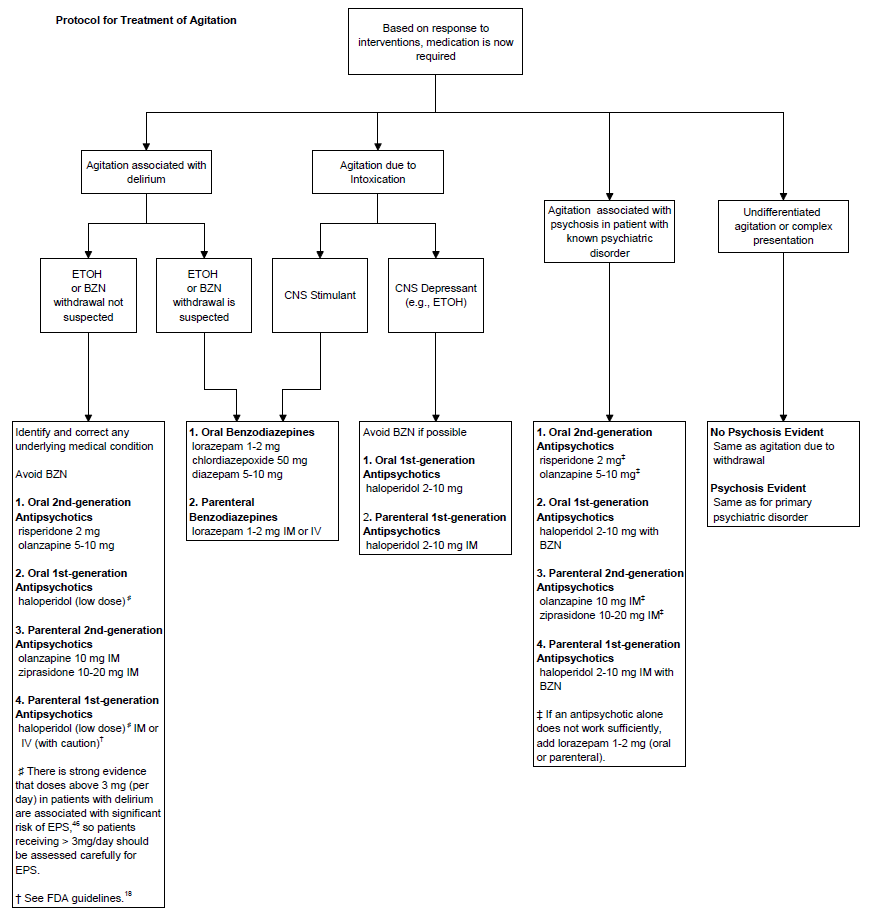 Protocol for Treatment of Agitation
Based on response to
interventions, medication is now
required
Agitation associated with
delirium
Agitation due to
Intoxication
Agitation associated with
psychosis in patient with
known psychiatric
disorder
Undifferentiated
agitation or complex
presentation
ETOH
or BZN
withdrawal not
suspected
ETOH
or BZN
withdrawal is
suspected
CNS Stimulant
CNS Depressant
(e.g., ETOH)
Identify and correct any
underlying medical condition
Avoid BZN
1. Oral 2nd-generation
Antipsychotics
risperidone 2 mg
olanzapine 5-10 mg
2. Oral 1st-generation
Antipsychotics
haloperidol (low dose)♯
3. Parenteral 2nd-generation
Antipsychotics
olanzapine 10 mg IM
ziprasidone 10-20 mg IM
4. Parenteral 1st-generation
Antipsychotics
haloperidol (low dose)♯ IM or
IV (with caution)†
♯ There is strong evidence
that doses above 3 mg (per
day) in patients with delirium
are associated with significant
risk of EPS,46 so patients
receiving > 3mg/day should
be assessed carefully for
EPS.
† See FDA guidelines.18
1. Oral Benzodiazepines
lorazepam 1-2 mg
chlordiazepoxide 50 mg
diazepam 5-10 mg
2. Parenteral
Benzodiazepines
lorazepam 1-2 mg IM or IV
Avoid BZN if possible
1. Oral 1st-generation
Antipsychotics
haloperidol 2-10 mg
2. Parenteral 1st-generation
Antipsychotics
haloperidol 2-10 mg IM
1. Oral 2nd-generation
Antipsychotics
risperidone 2 mg‡
olanzapine 5-10 mg‡
2. Oral 1st-generation
Antipsychotics
haloperidol 2-10 mg with
BZN
3. Parenteral 2nd-generation
Antipsychotics
olanzapine 10 mg IM‡
ziprasidone 10-20 mg IM‡
4. Parenteral 1st-generation
Antipsychotics
haloperidol 2-10 mg IM with
BZN
‡ If an antipsychotic alone
does not work sufficiently,
add lorazepam 1-2 mg (oral
or parenteral).
No Psychosis Evident
Same as agitation due to
withdrawal
Psychosis Evident
Same as for primary
psychiatric disorder